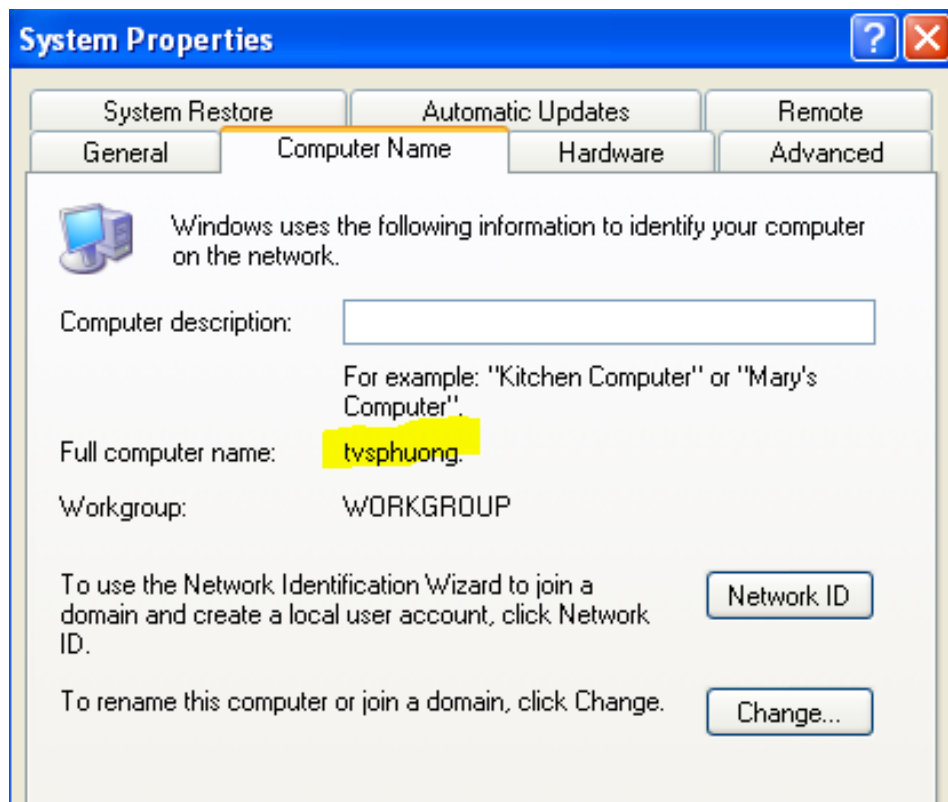 System Properties
System Restore
Automatic Updates
Remote
General
Computer Name
Hardware
Advanced
Windows uses the following information to identify your computer
on the network.
Computer description:
For example: "Kitchen Computer" or "Mary's
Computer".
Full computer name: tvsphuong.
Workgroup: WORKGROUP
To use the Network Identification Wizard to join a
domain and create a local user account, click Network
ID.
Network ID
To rename this computer or join a domain, click Change.
Change...